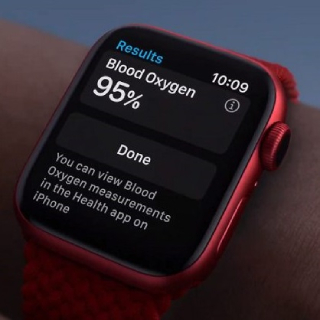 Results
10:09
Blood Oxygen
95%
Done
You can view Blood
Oxygen measurements
in the Health app on
iPhone